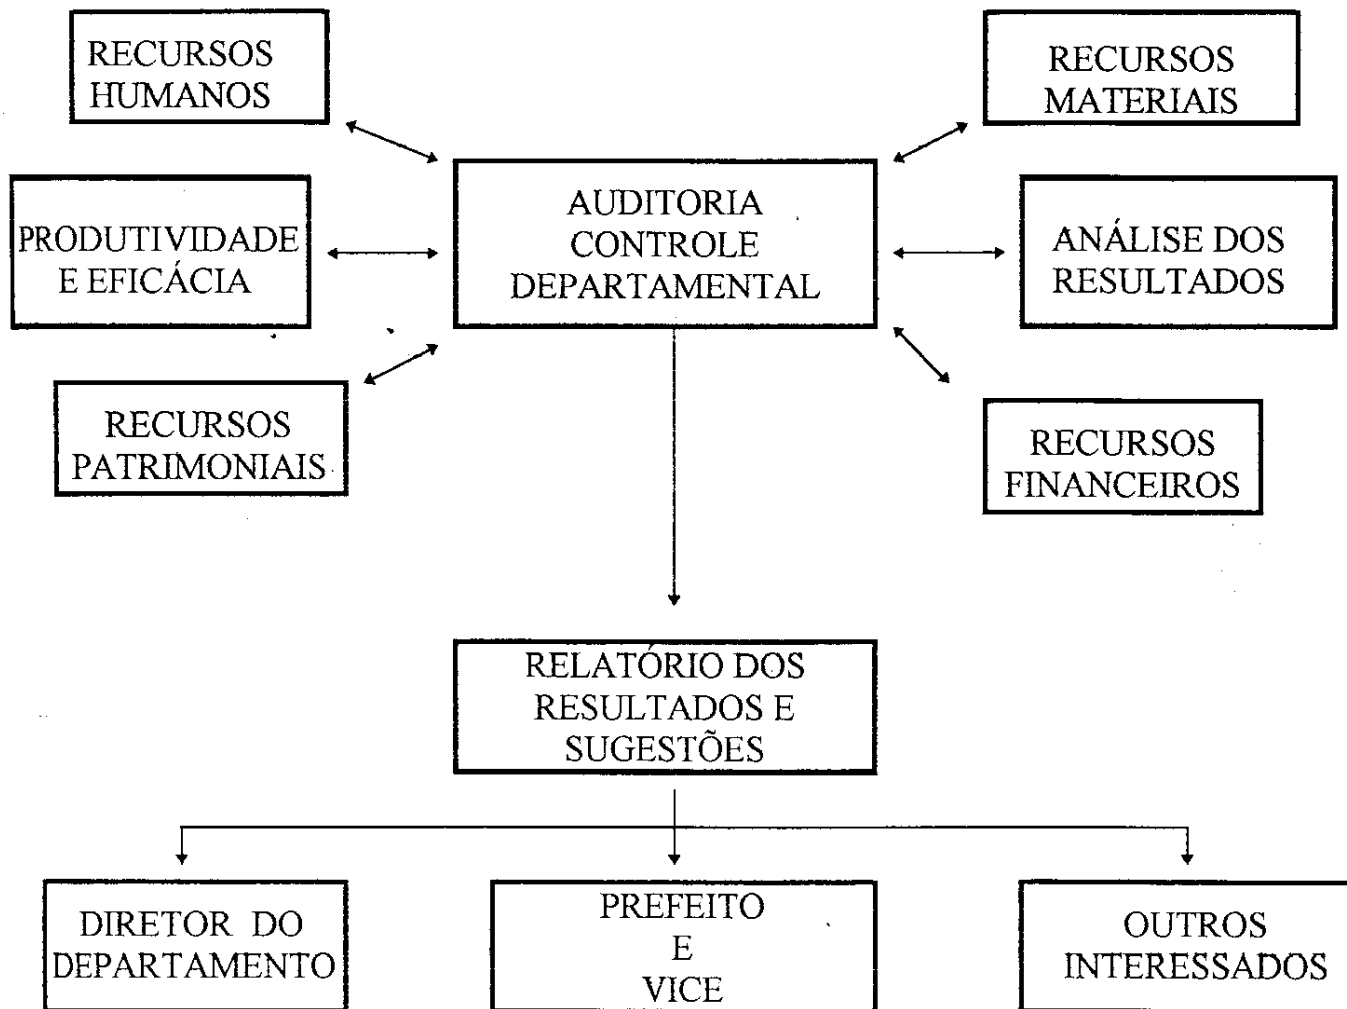 RECURSOS
HUMANOS
RECURSOS
MATERIAIS
AUDITORIA
CONTROLE
DEPARTAMENTAL
PRODUTIVIDADE
E EFICÁCIA
ANÁLISE DOS
RESULTADOS
RECURSOS
PATRIMONIAIS
RECURSOS
FINANCEIROS
RELATÓRIO DOS
RESULTADOS E
SUGESTÕES
DIRETOR DO
DEPARTAMENTO
PREFEITO
E
VICE
OUTROS
INTERESSADOS